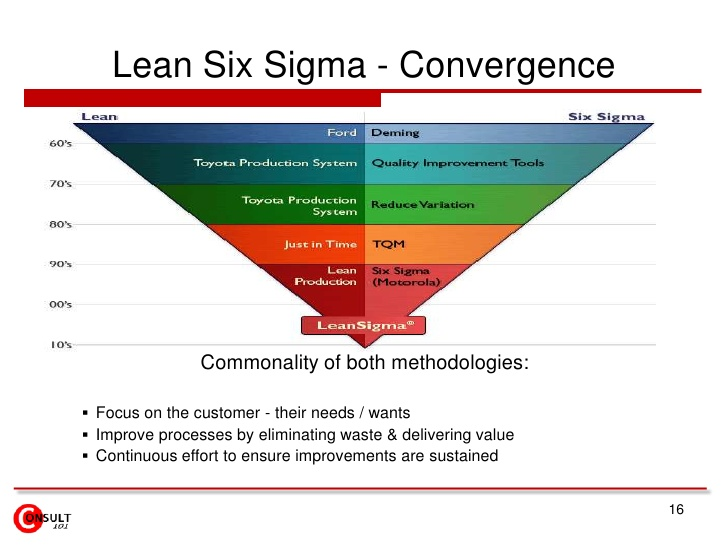 Lean Six Sigma - Convergence
Lean
Six Sigma
Ford
Deming
60's
Toyota Production System
Quality Improvement Tools
70's
Toyota Production
System
Reduce Variation
80's
Just in Time
TQM
90's
Lean
Production
Six Sigma
(Motorola)
00's
LeanSigma®
10's
Commonality of both methodologies:
▪ Focus on the customer - their needs / wants
▪ Improve processes by eliminating waste & delivering value
▪ Continuous effort to ensure improvements are sustained
16
CONSULT
101